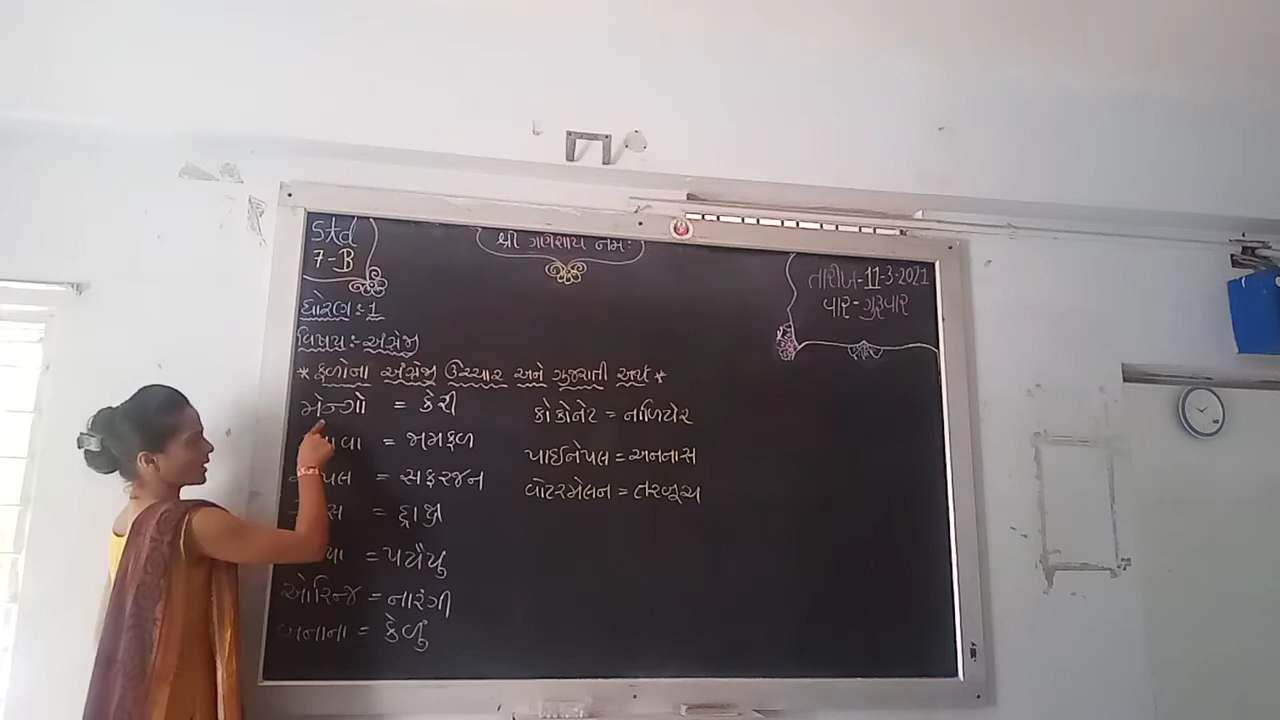 Std
7-B
શ્રી ગણેશાય નમઃ
તારીખ-11-3-2021
વાર-ગુરૂવાર
ધોરણ:1
વિષય:-અંગ્રેજી
*ફળોના અંગ્રેજી ઉચ્ચાર અને ગુજરાતી અર્થ*
મેન્ગો = કેરી
= જામફળ
= સફરજન
= દ્રાક્ષ
= પપૈયુ
ઓરેન્જ = નારંગી
બનાના = કેળું
કોકોનેટ = નાળિયેર
પાઈનેપલ = અનનાસ
વોટરમેલન = તરબૂચ